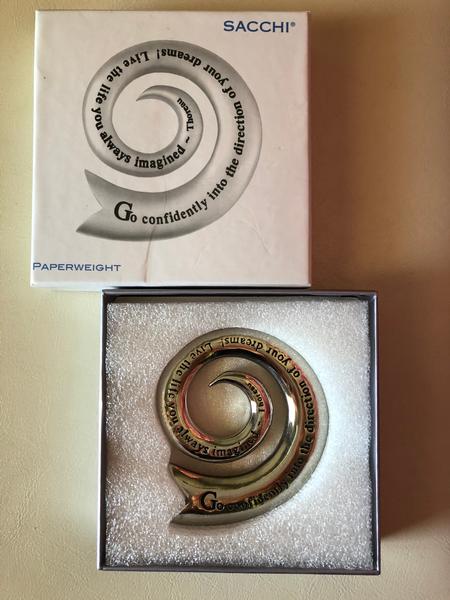 SACCHI®
Go confidently into the direction of your dreams! Live the life you always imagined ~ Thoreau
PAPERWEIGHT
Go confidently into the direction of your dreams! Live the life you always imagined ~ Thoreau